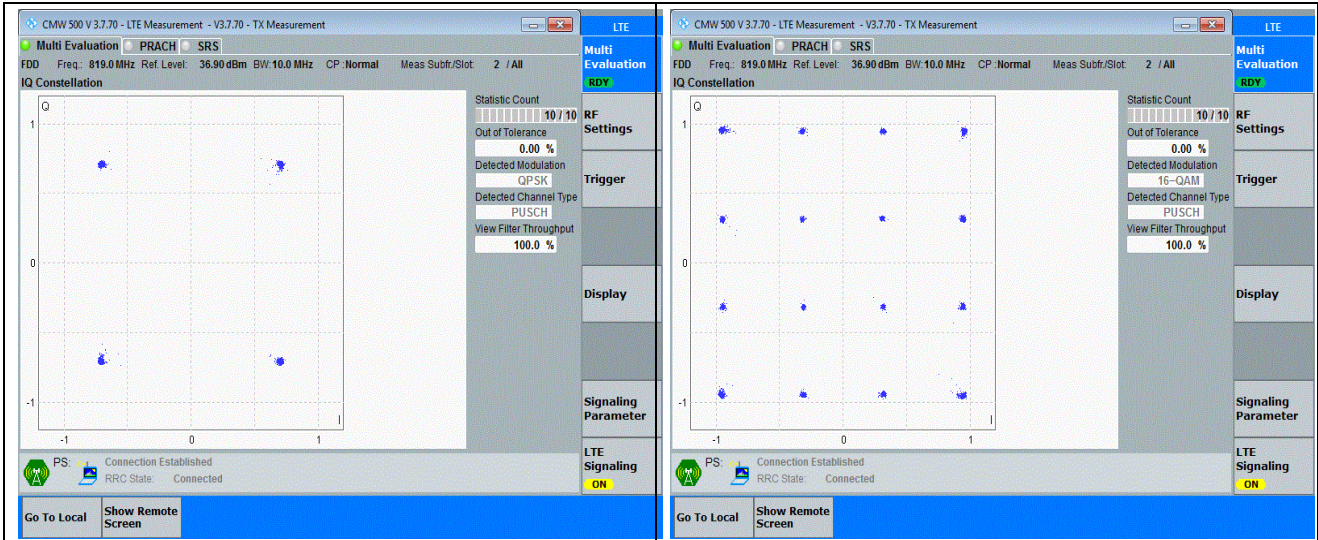 CMW 500 V 3.7.70 - LTE Measurement - V3.7.70 - TX Measurement
LTE
Multi Evaluation PRACH SRS
Multi
Evaluation
RDY
FDD Freq.: 819.0 MHz Ref. Level: 36.90 dBm BW: 10.0 MHz CP :Normal Meas Subfr./Slot: 2 / All
IQ Constellation
Q
1
0
-1
-1 0 1
I
Statistic Count
10 / 10
Out of Tolerance
0.00 %
Detected Modulation
QPSK
Detected Channel Type
PUSCH
View Filter Throughput
100.0 %
RF
Settings
Trigger
Display
Signaling
Parameter
LTE
Signaling
ON
PS: Connection Established
RRC State: Connected
Go To Local
Show Remote
Screen
CMW 500 V 3.7.70 - LTE Measurement - V3.7.70 - TX Measurement
LTE
Multi Evaluation PRACH SRS
Multi
Evaluation
RDY
FDD Freq.: 819.0 MHz Ref. Level: 36.90 dBm BW: 10.0 MHz CP :Normal Meas Subfr./Slot: 2 / All
IQ Constellation
Q
1
0
-1
-1 0 1
I
Statistic Count
10 / 10
Out of Tolerance
0.00 %
Detected Modulation
16-QAM
Detected Channel Type
PUSCH
View Filter Throughput
100.0 %
RF
Settings
Trigger
Display
Signaling
Parameter
LTE
Signaling
ON
PS: Connection Established
RRC State: Connected
Go To Local
Show Remote
Screen